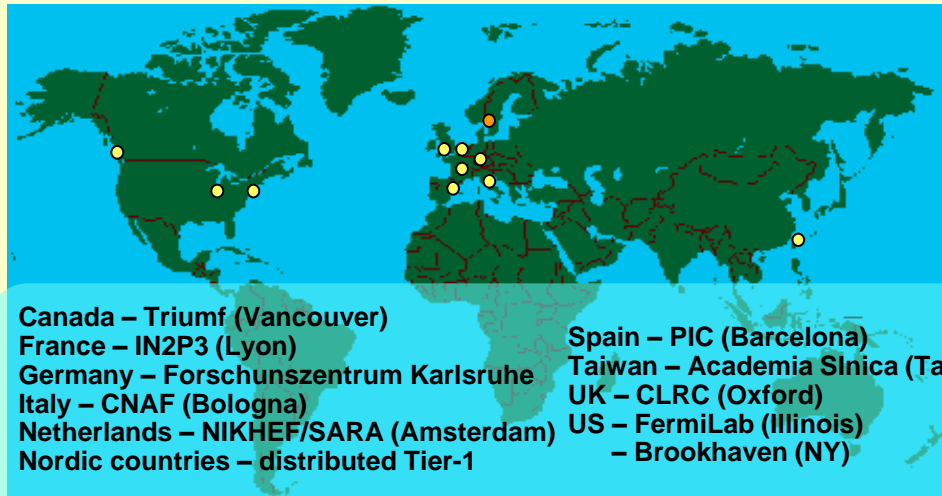 Canada – Triumf (Vancouver)
France – IN2P3 (Lyon)
Germany – Forschunszentrum Karlsruhe
Italy – CNAF (Bologna)
Netherlands – NIKHEF/SARA (Amsterdam)
Nordic countries – distributed Tier-1
Spain – PIC (Barcelona)
Taiwan – Academia SInica (Ta
UK – CLRC (Oxford)
US – FermiLab (Illinois)
– Brookhaven (NY)